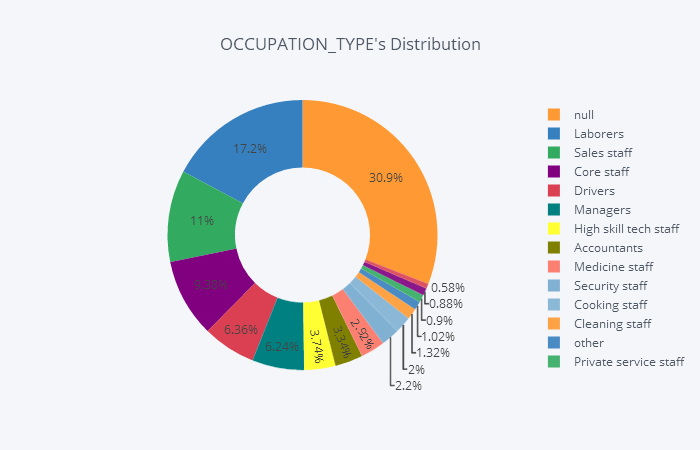 OCCUPATION_TYPE's Distribution
30.9%
17.2%
11%
9.38%
6.36%
6.24%
3.74%
3.34%
2.52%
2.2%
2%
1.32%
1.02%
0.9%
0.88%
0.58%
null
Laborers
Sales staff
Core staff
Drivers
Managers
High skill tech staff
Accountants
Medicine staff
Security staff
Cooking staff
Cleaning staff
other
Private service staff